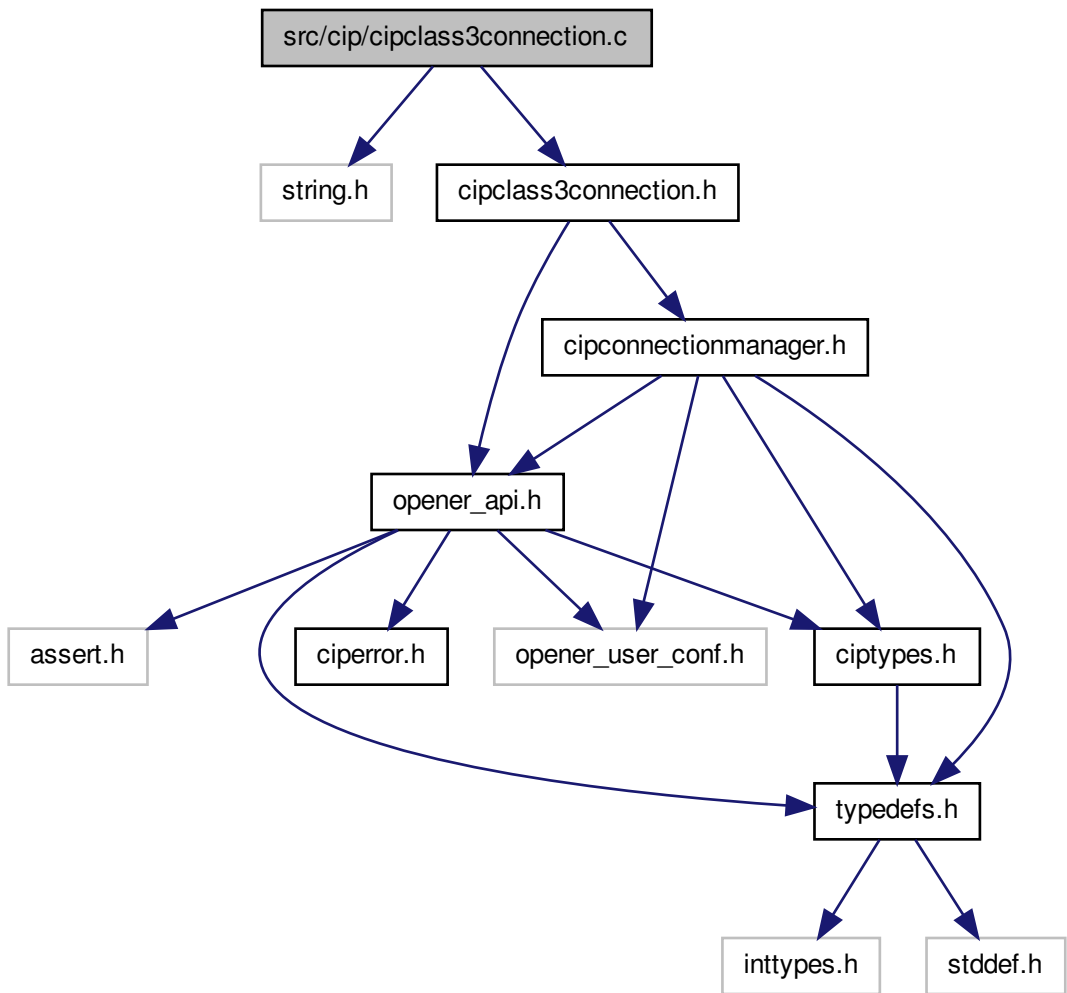 src/cip/cipclass3connection.c
string.h
cipclass3connection.h
cipconnectionmanager.h
opener_api.h
assert.h
ciperror.h
opener_user_conf.h
ciptypes.h
typedefs.h
inttypes.h
stddef.h